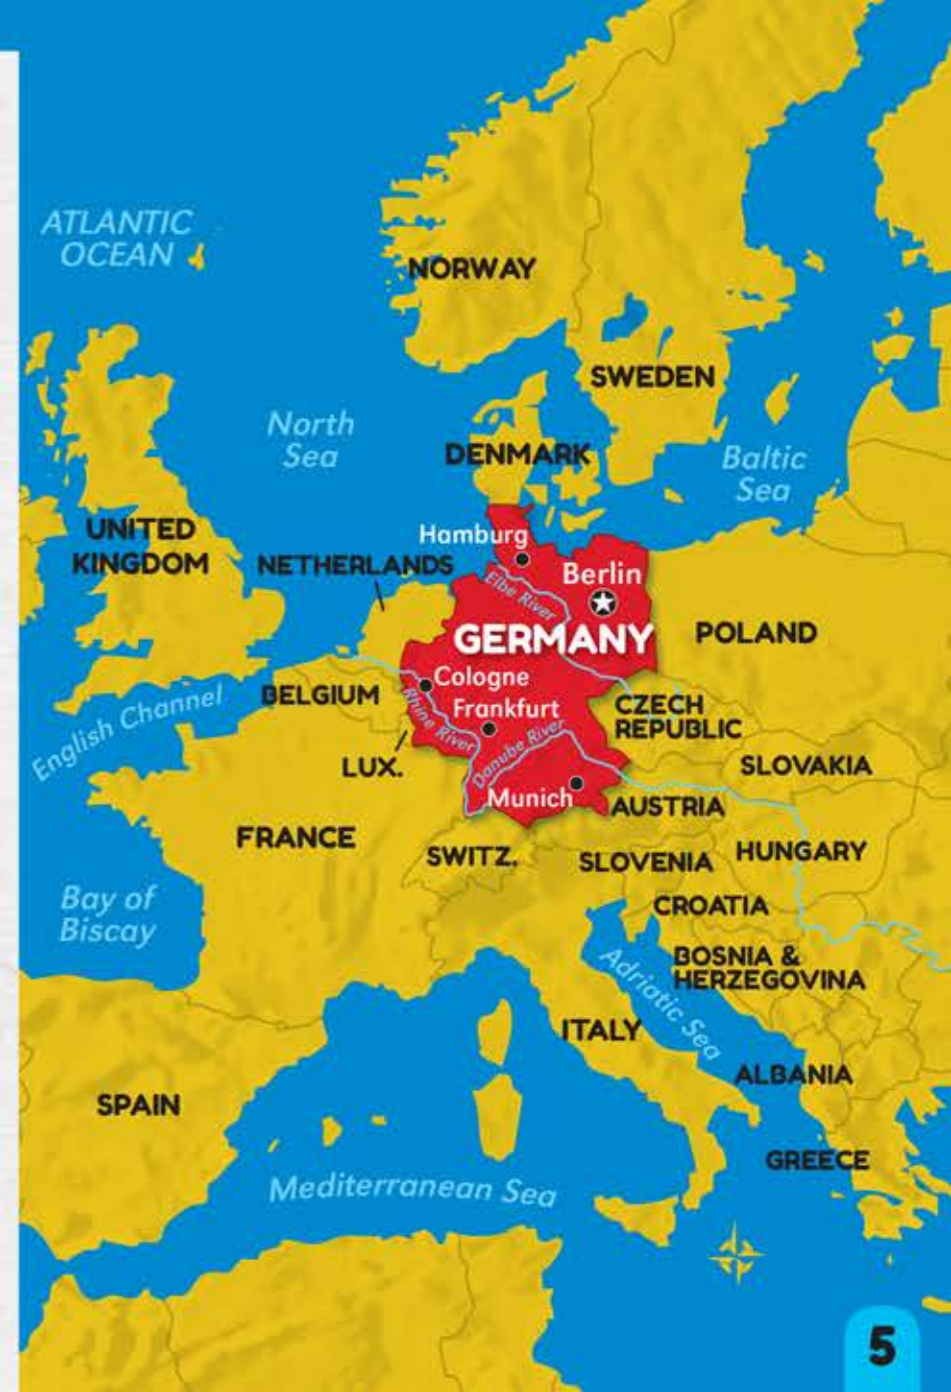 ATLANTIC
OCEAN
NORWAY
SWEDEN
North
Sea
DENMARK
Baltic
Sea
UNITED
KINGDOM
Hamburg
NETHERLANDS
Berlin
Elbe River
GERMANY
POLAND
Cologne
BELGIUM
English Channel
Frankfurt
Rhine River
CZECH
REPUBLIC
Danube River
LUX.
SLOVAKIA
Munich
AUSTRIA
FRANCE
SWITZ.
SLOVENIA
HUNGARY
Bay of
Biscay
CROATIA
BOSNIA &
HERZEGOVINA
Adriatic Sea
ITALY
ALBANIA
SPAIN
GREECE
Mediterranean Sea
5